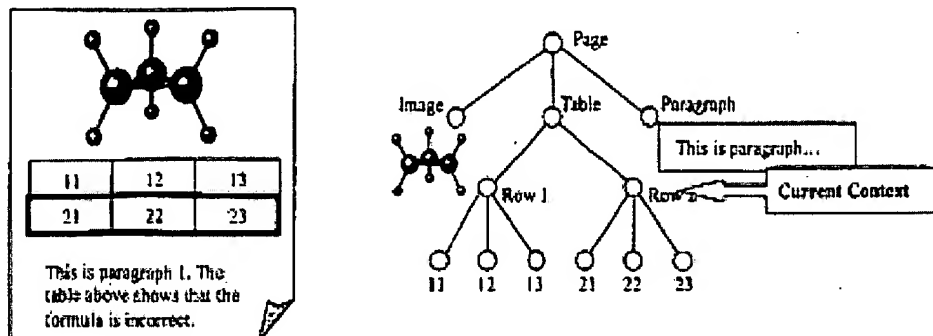 11 12 13
21 22 23
This is paragraph 1. The
table above shows that the
formula is incorrect.
Page
Image
Table
Paragraph
This is paragraph...
Row 1
Row
Current Context
11 12 13 21 22 23